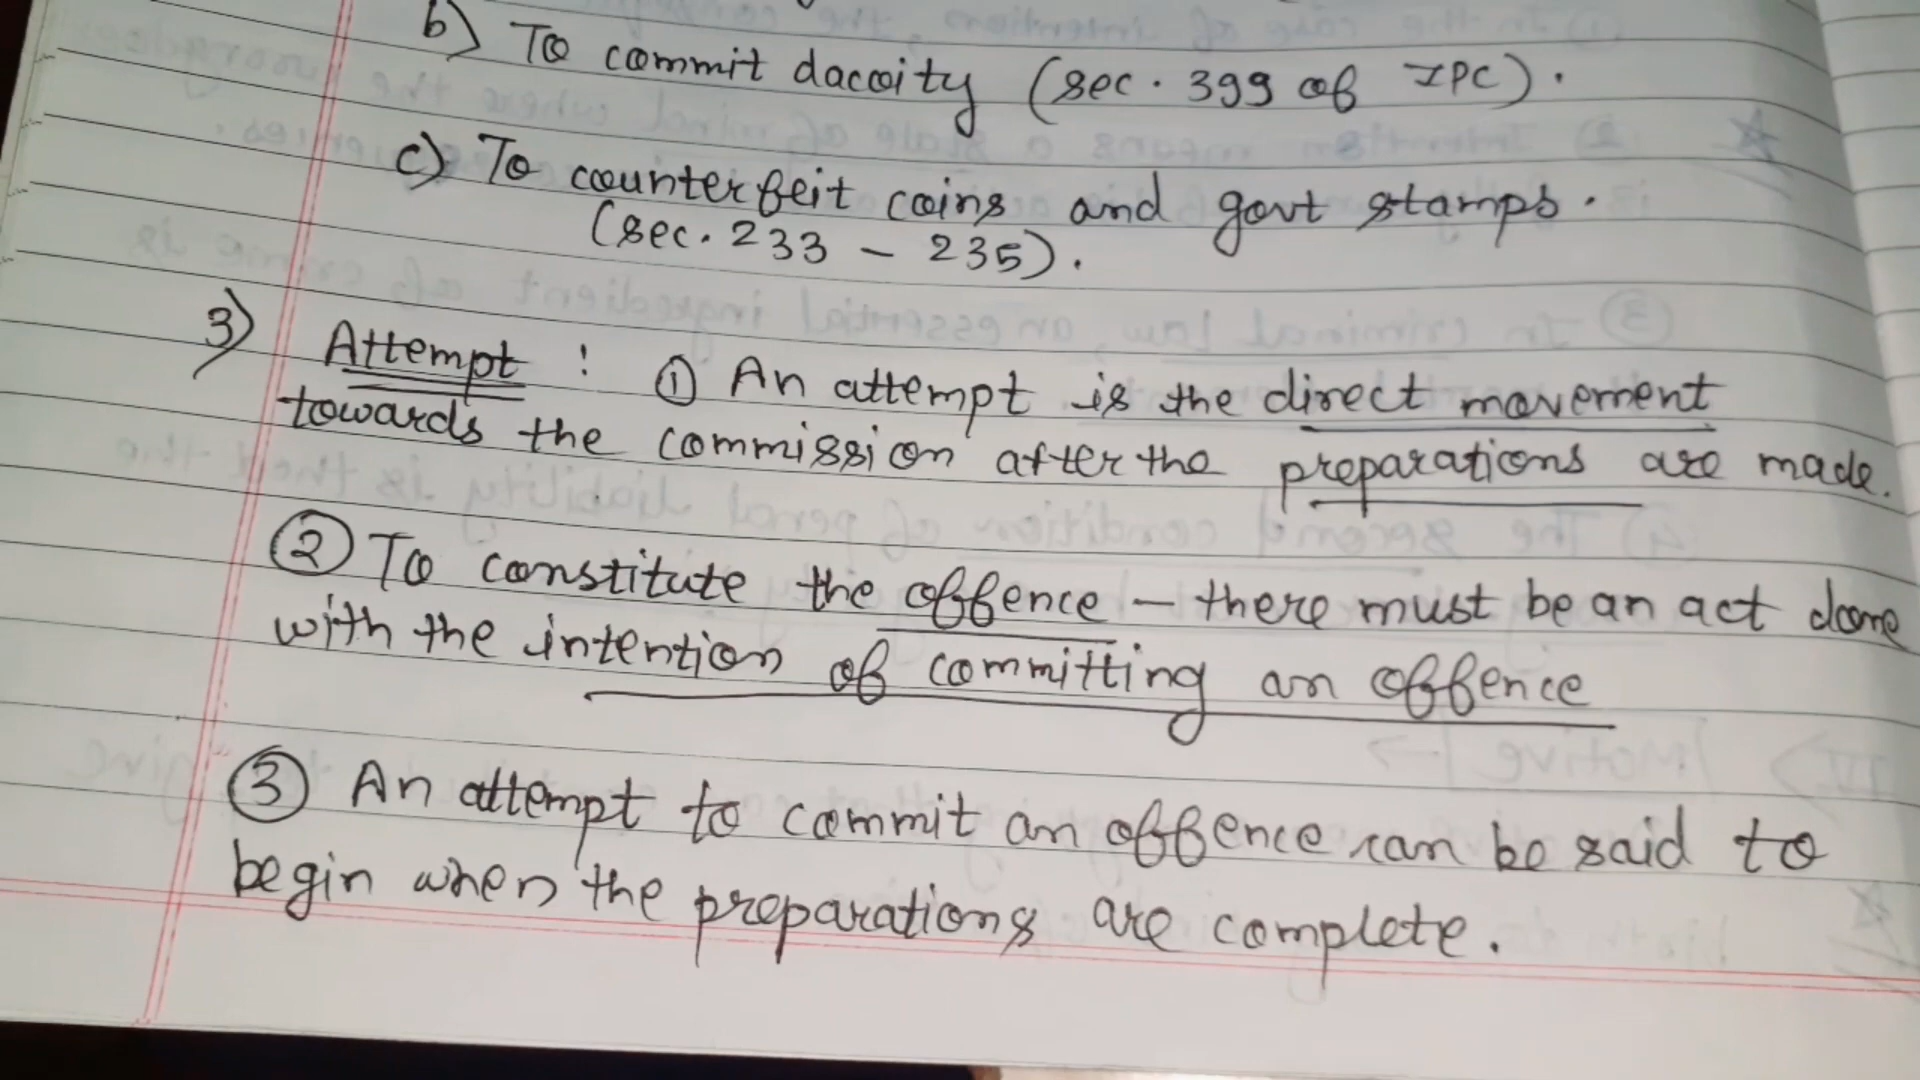 b) To commit dacoity (sec. 399 of IPC).
c) To counterfeit coins and govt stamps.
(sec. 233 - 235).
3) Attempt : ① An attempt is the direct movement
towards the commission after the preparations are made.
② To constitute the offence - there must be an act done
with the intention of committing an offence
③ An attempt to commit an offence can be said to
begin when the preparations are complete.